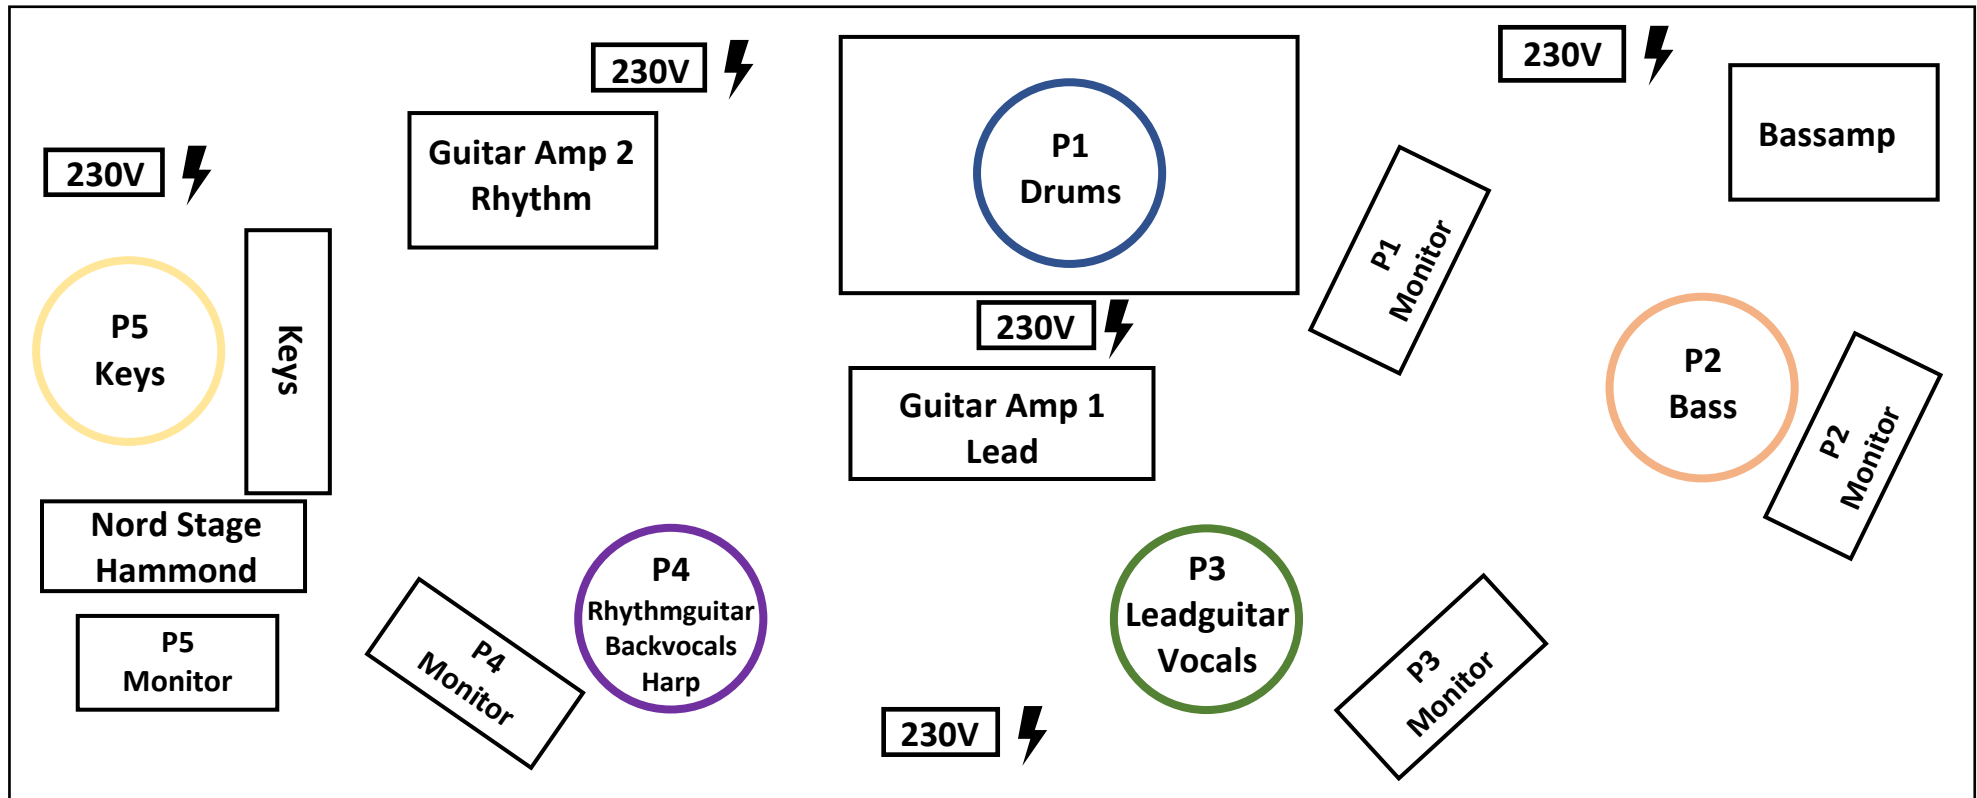 230V
230V
230V
Guitar Amp 2
Rhythm
P1
Drums
Bassamp
P1
Monitor
P5
Keys
Keys
230V
Guitar Amp 1
Lead
P2
Bass
P2
Monitor
Nord Stage
Hammond
P5
Monitor
P4
Monitor
P4
Rhythmguitar
Backvocals
Harp
P3
Leadguitar
Vocals
P3
Monitor
230V